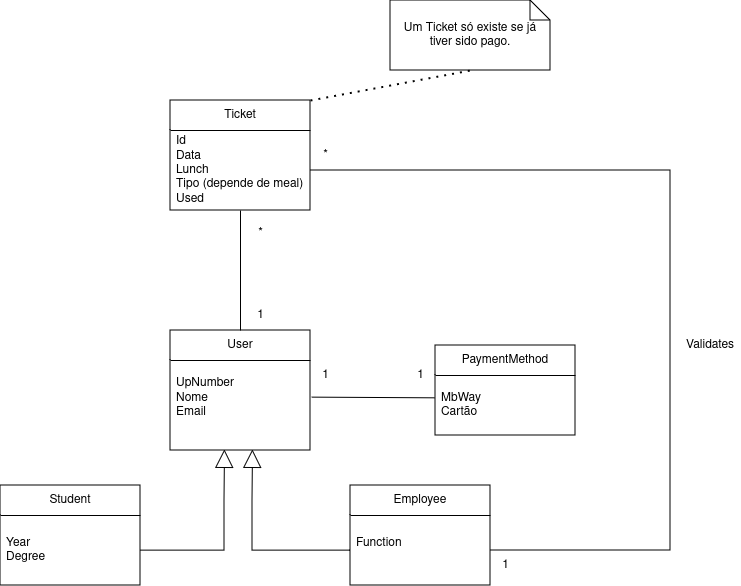 Um Ticket só existe se já
tiver sido pago.
Ticket
Id
Data
Lunch
Tipo (depende de meal)
Used
*
*
1
Validates
User
UpNumber
Nome
Email
1
1
PaymentMethod
MbWay
Cartão
Student
Year
Degree
Employee
Function
1